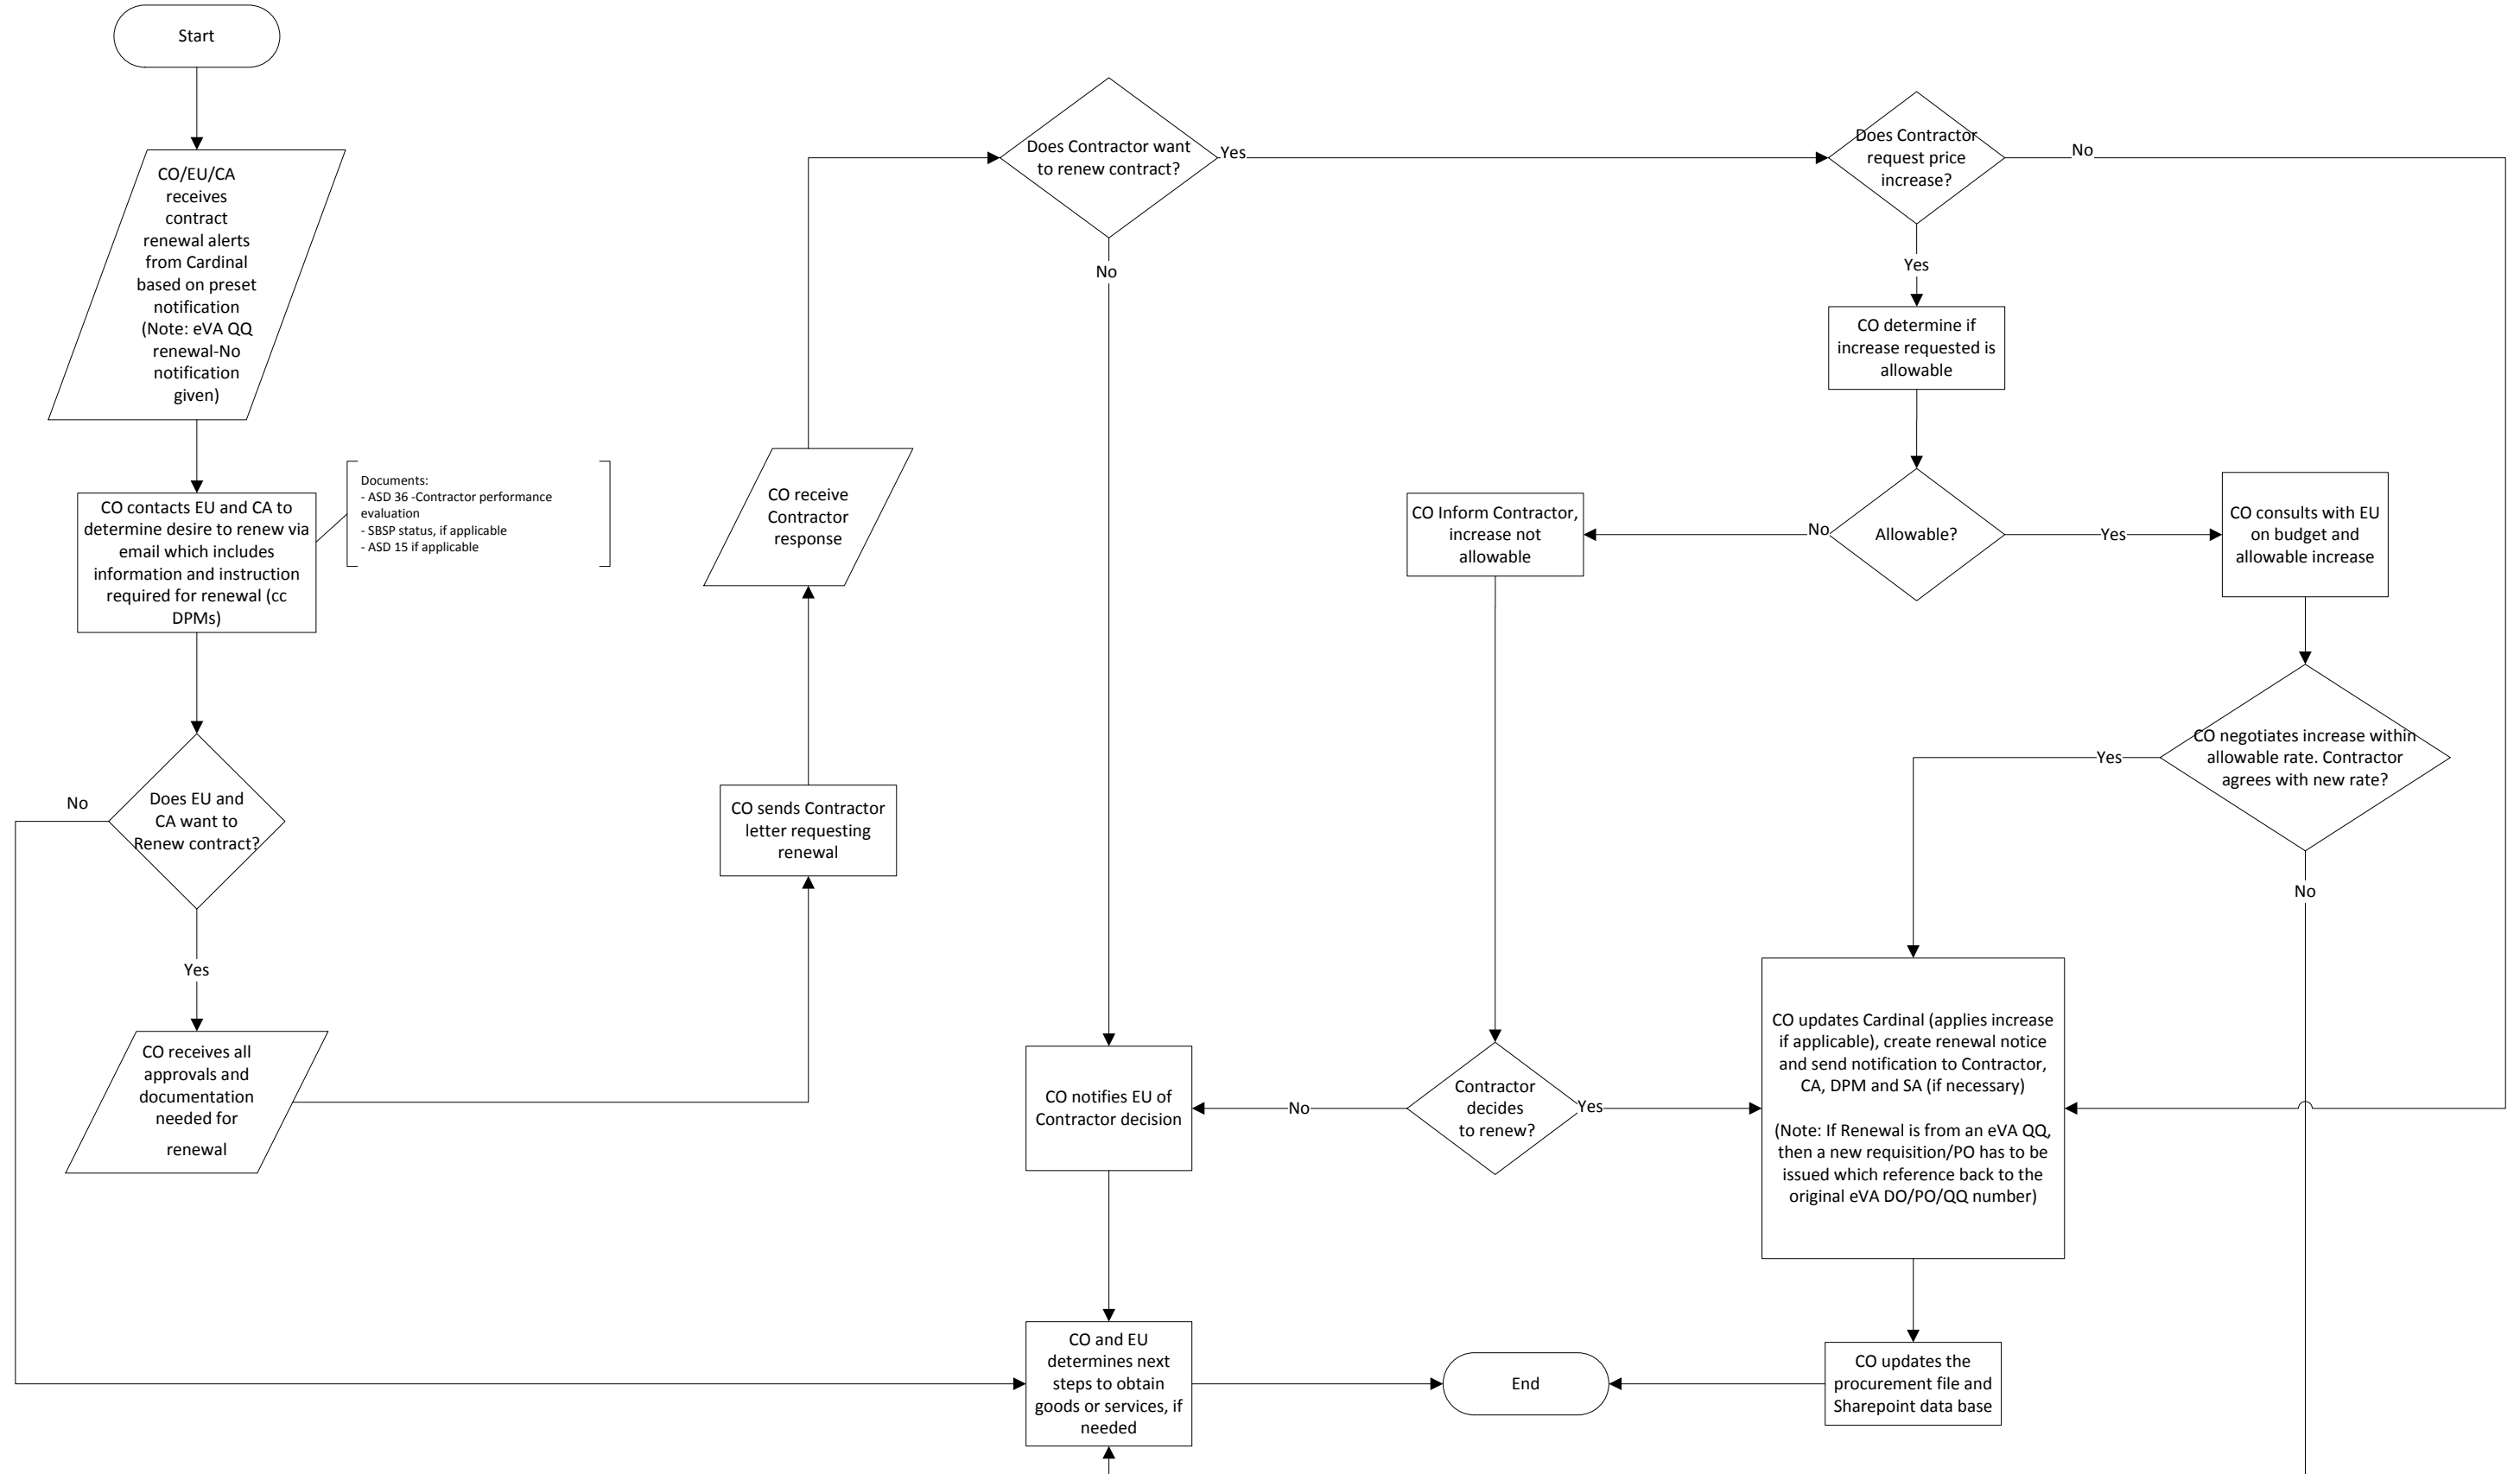 Start
CO/EU/CA
receives
contract
renewal alerts
from Cardinal
based on preset
notification
(Note: eVA QQ
renewal-No
notification
given)
CO contacts EU and CA to
determine desire to renew via
email which includes
information and instruction
required for renewal (cc
DPMs)
Documents:
- ASD 36 -Contractor performance
evaluation
- SBSP status, if applicable
- ASD 15 if applicable
Does EU and
CA want to
Renew contract?
No
Yes
CO receives all
approvals and
documentation
needed for
renewal
CO sends Contractor
letter requesting
renewal
CO receive
Contractor
response
Does Contractor want
to renew contract?
Yes
No
Does Contractor
request price
increase?
No
Yes
CO determine if
increase requested is
allowable
Allowable?
No
Yes
CO Inform Contractor,
increase not
allowable
CO consults with EU
on budget and
allowable increase
CO negotiates increase within
allowable rate. Contractor
agrees with new rate?
Yes
No
Contractor
decides
to renew?
No
Yes
CO notifies EU of
Contractor decision
CO updates Cardinal (applies increase
if applicable), create renewal notice
and send notification to Contractor,
CA, DPM and SA (if necessary)
(Note: If Renewal is from an eVA QQ,
then a new requisition/PO has to be
issued which reference back to the
original eVA DO/PO/QQ number)
CO and EU
determines next
steps to obtain
goods or services, if
needed
End
CO updates the
procurement file and
Sharepoint data base